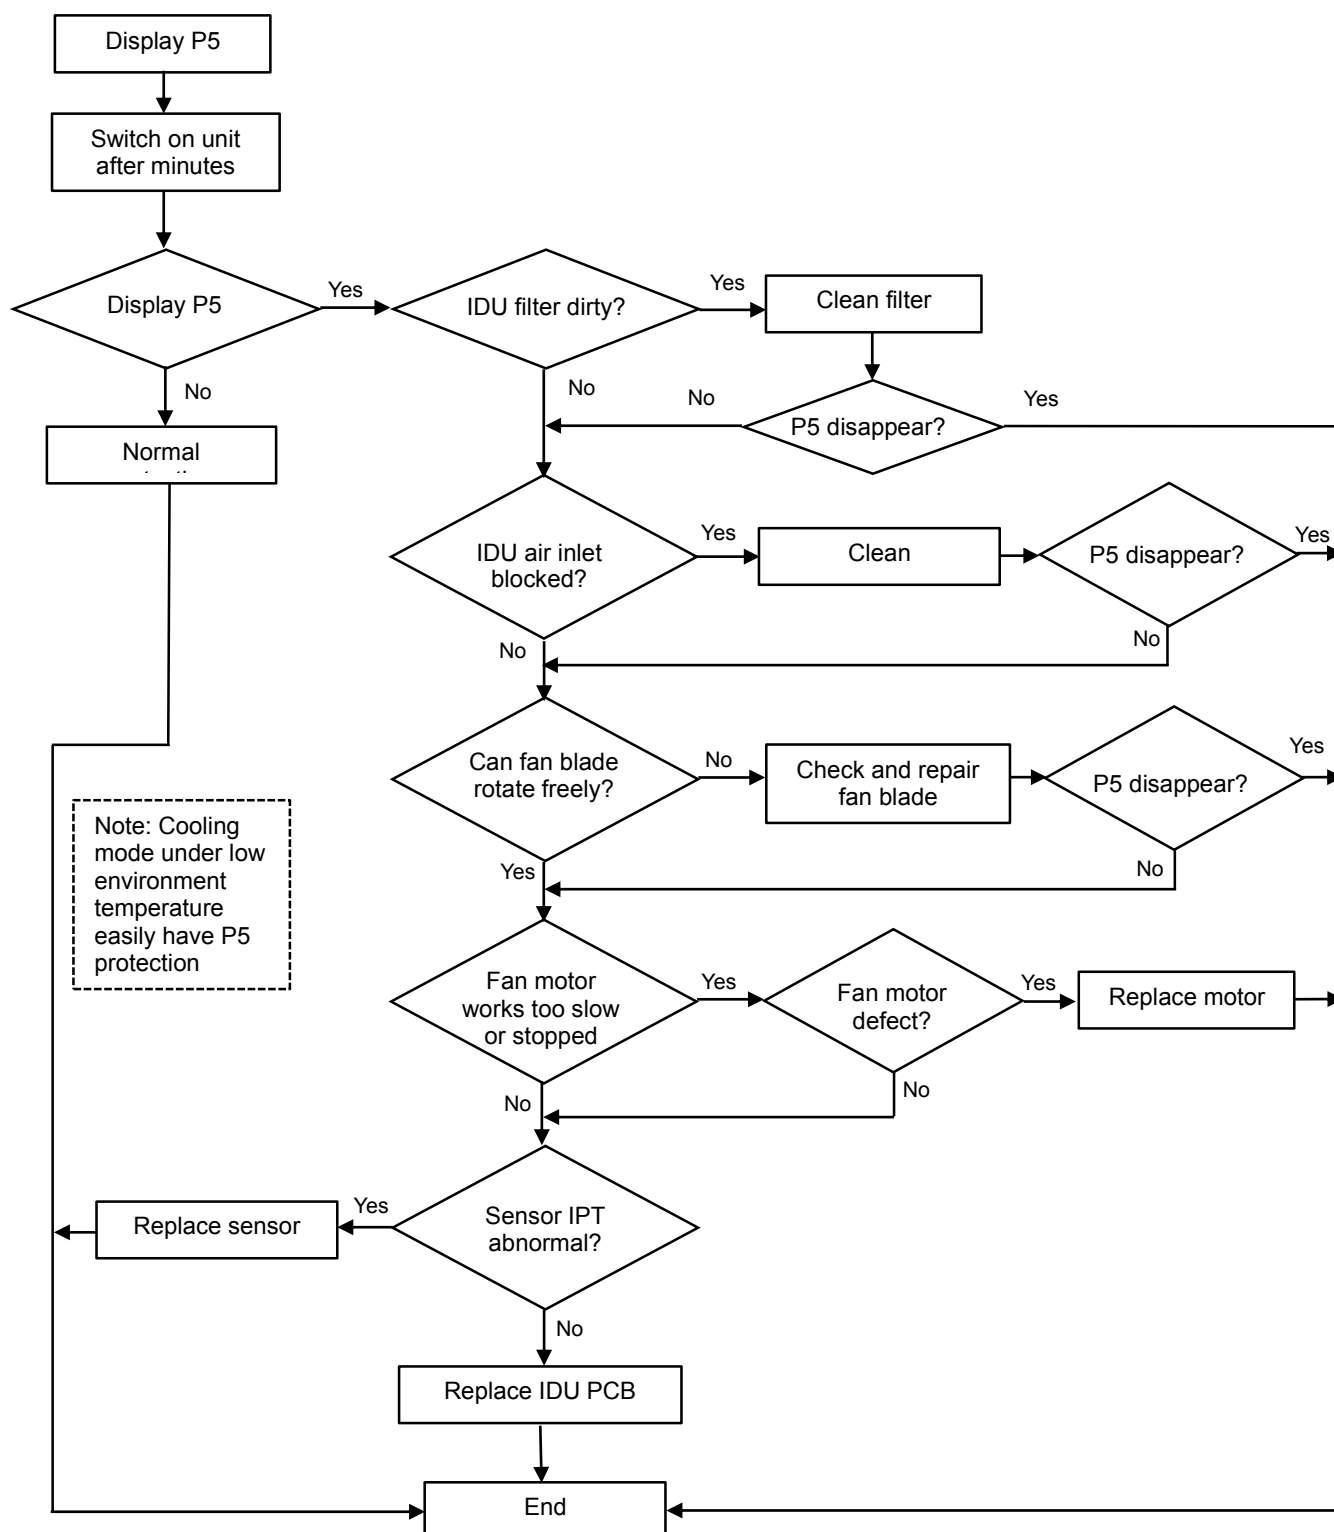 Display P5
Switch on unit
after minutes
Display P5
Yes
IDU filter dirty?
Yes
Clean filter
No
No
No
P5 disappear?
Yes
Normal
IDU air inlet
blocked?
Yes
Clean
P5 disappear?
Yes
No
No
Can fan blade
rotate freely?
No
Check and repair
fan blade
P5 disappear?
Yes
Yes
No
Note: Cooling
mode under low
environment
temperature
easily have P5
protection
Fan motor
works too slow
or stopped
Yes
Fan motor
defect?
Yes
Replace motor
No
No
Sensor IPT
abnormal?
Yes
Replace sensor
No
Replace IDU PCB
End